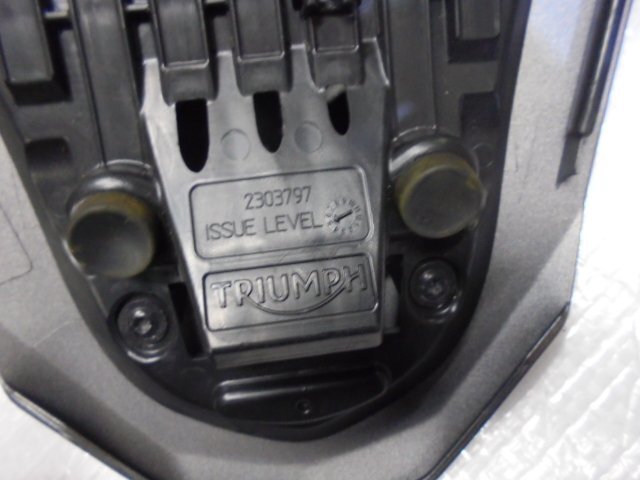 2303797
ISSUE LEVEL
TRIUMPH